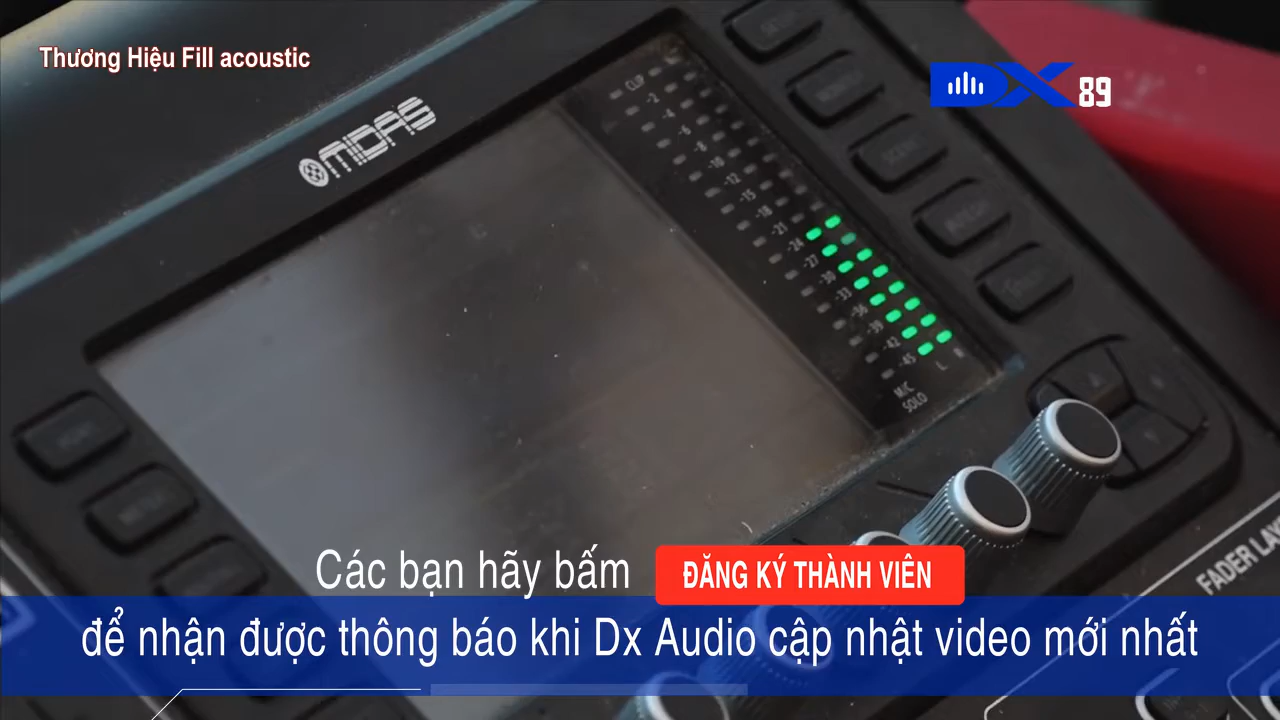 Thương Hiệu Fill acoustic
DX 89
MIDAS
CLIP
-2
-4
-6
-8
-10
-12
-15
-18
-21
-24
-27
-30
-33
-36
-39
-42
-45
L R
M/C
SOLO
Các bạn hãy bấm ĐĂNG KÝ THÀNH VIÊN
để nhận được thông báo khi Dx Audio cập nhật video mới nhất